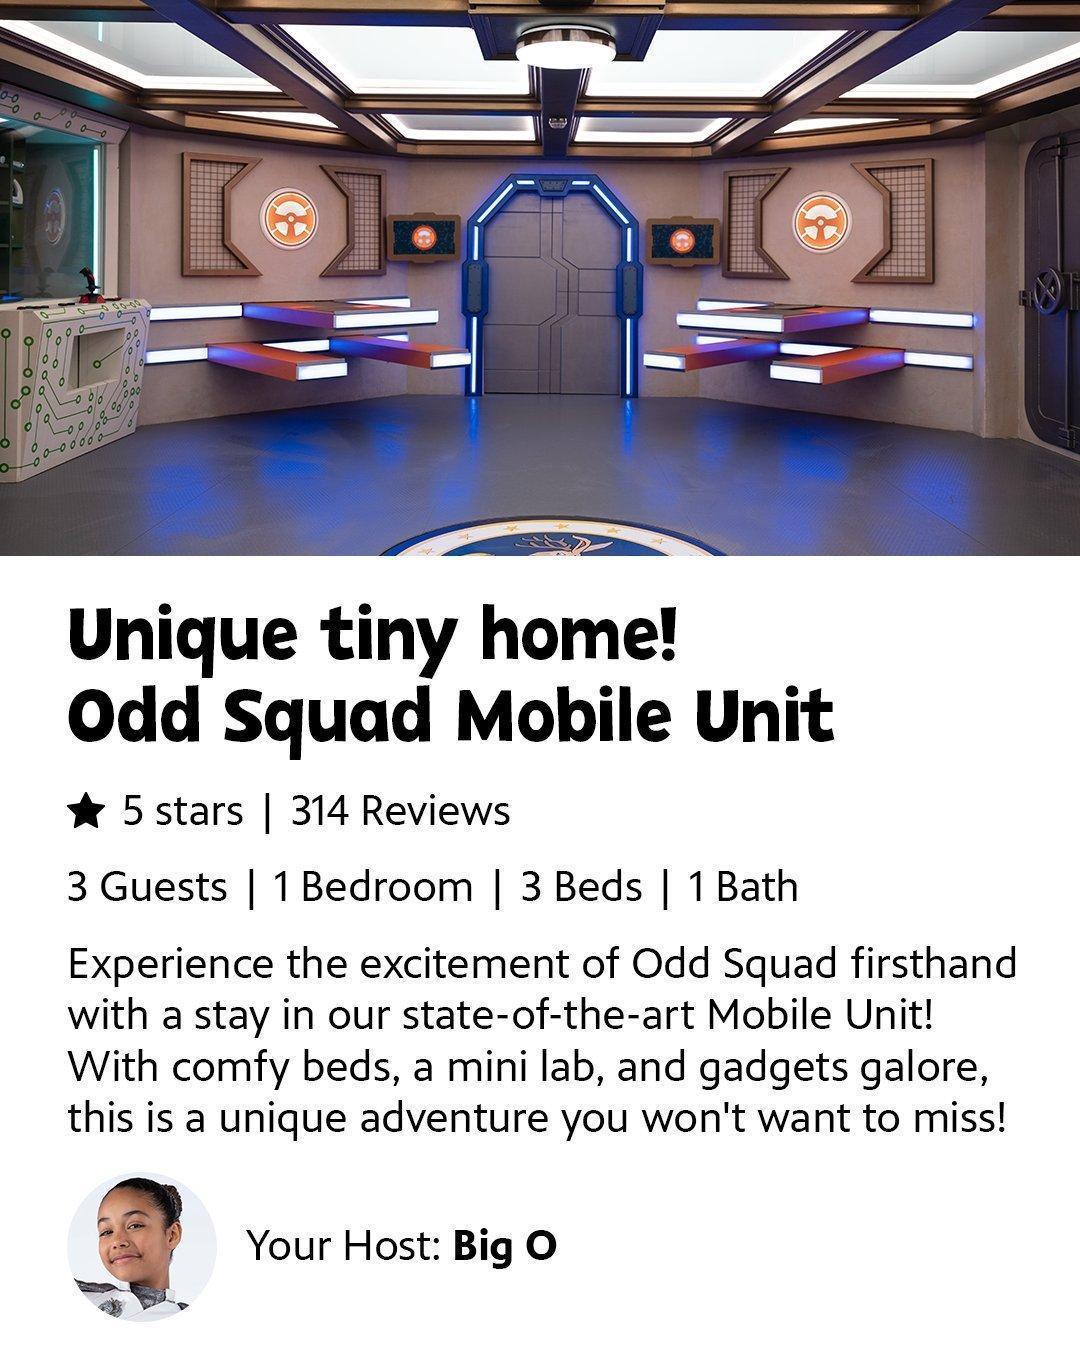 Unique tiny home!
Odd Squad Mobile Unit
5 stars | 314 Reviews
3 Guests | 1 Bedroom | 3 Beds | 1 Bath
Experience the excitement of Odd Squad firsthand
with a stay in our state-of-the-art Mobile Unit!
With comfy beds, a mini lab, and gadgets galore,
this is a unique adventure you won't want to miss!
Your Host: Big O